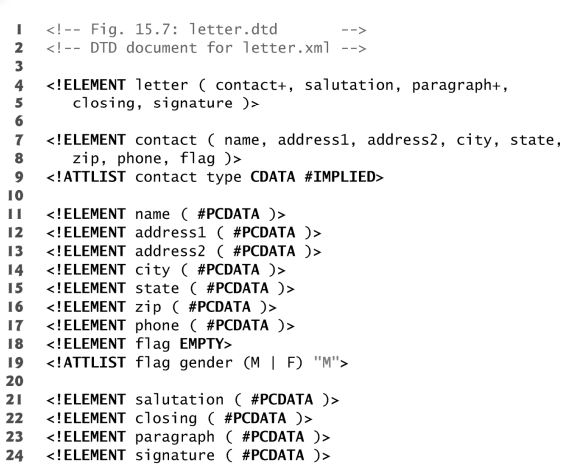 1 <!-- Fig. 15.7: letter.dtd -->
2 <!-- DTD document for letter.xml -->
3
4 <!ELEMENT letter ( contact+, salutation, paragraph+,
5 closing, signature )>
6
7 <!ELEMENT contact ( name, address1, address2, city, state,
8 zip, phone, flag )>
9 <!ATTLIST contact type CDATA #IMPLIED>
10
11 <!ELEMENT name ( #PCDATA )>
12 <!ELEMENT address1 ( #PCDATA )>
13 <!ELEMENT address2 ( #PCDATA )>
14 <!ELEMENT city ( #PCDATA )>
15 <!ELEMENT state ( #PCDATA )>
16 <!ELEMENT zip ( #PCDATA )>
17 <!ELEMENT phone ( #PCDATA )>
18 <!ELEMENT flag EMPTY>
19 <!ATTLIST flag gender (M | F) "M">
20
21 <!ELEMENT salutation ( #PCDATA )>
22 <!ELEMENT closing ( #PCDATA )>
23 <!ELEMENT paragraph ( #PCDATA )>
24 <!ELEMENT signature ( #PCDATA )>